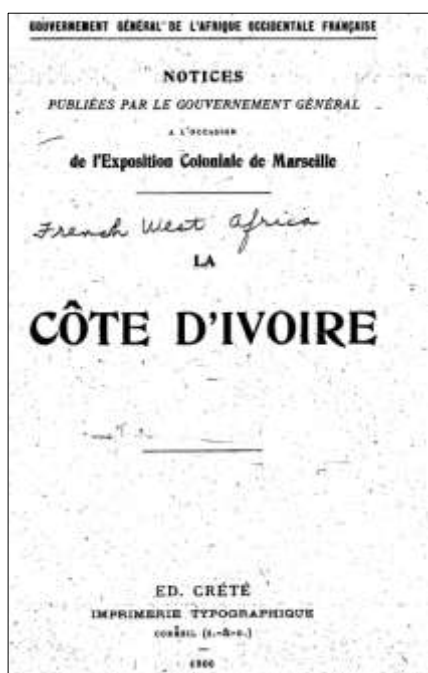 GOUVERNEMENT GÉNÉRAL DE L'AFRIQUE OCCIDENTALE FRANÇAISE
NOTICES
PUBLIÉES PAR LE GOUVERNEMENT GÉNÉRAL
A L'OCCASION
de l'Exposition Coloniale de Marseille
French West Africa
LA
CÔTE D'IVOIRE
ED. CRÉTÉ
IMPRIMERIE TYPOGRAPHIQUE
CORBEIL (S.-&-O.)
1906